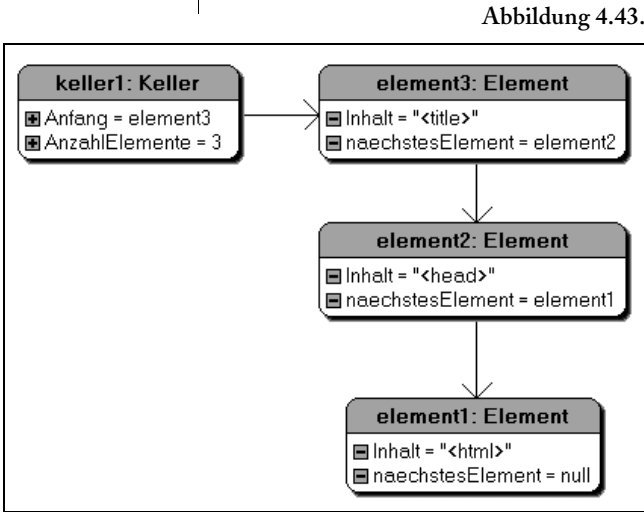 Abbildung 4.43.
keller1: Keller
Anfang = element3
AnzahlElemente = 3
element3: Element
Inhalt = "<title>"
naechstesElement = element2
element2: Element
Inhalt = "<head>"
naechstesElement = element1
element1: Element
Inhalt = "<html>"
naechstesElement = null